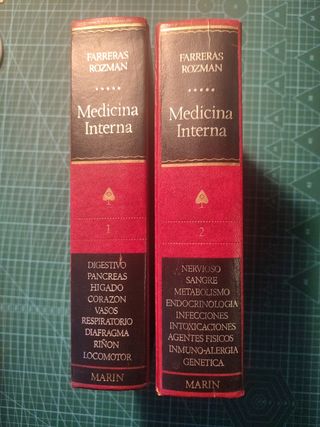 FARRERAS
ROZMAN
*****
Medicina
Interna
1
DIGESTIVO
PANCREAS
HIGADO
CORAZON
VASOS
RESPIRATORIO
DIAFRAGMA
RIÑON
LOCOMOTOR
MARIN
FARRERAS
ROZMAN
*****
Medicina
Interna
2
NERVIOSO
SANGRE
METABOLISMO
ENDOCRINOLOGIA
INFECCIONES
INTOXICACIONES
AGENTES FISICOS
INMUNO-ALERGIA
GENETICA
MARIN